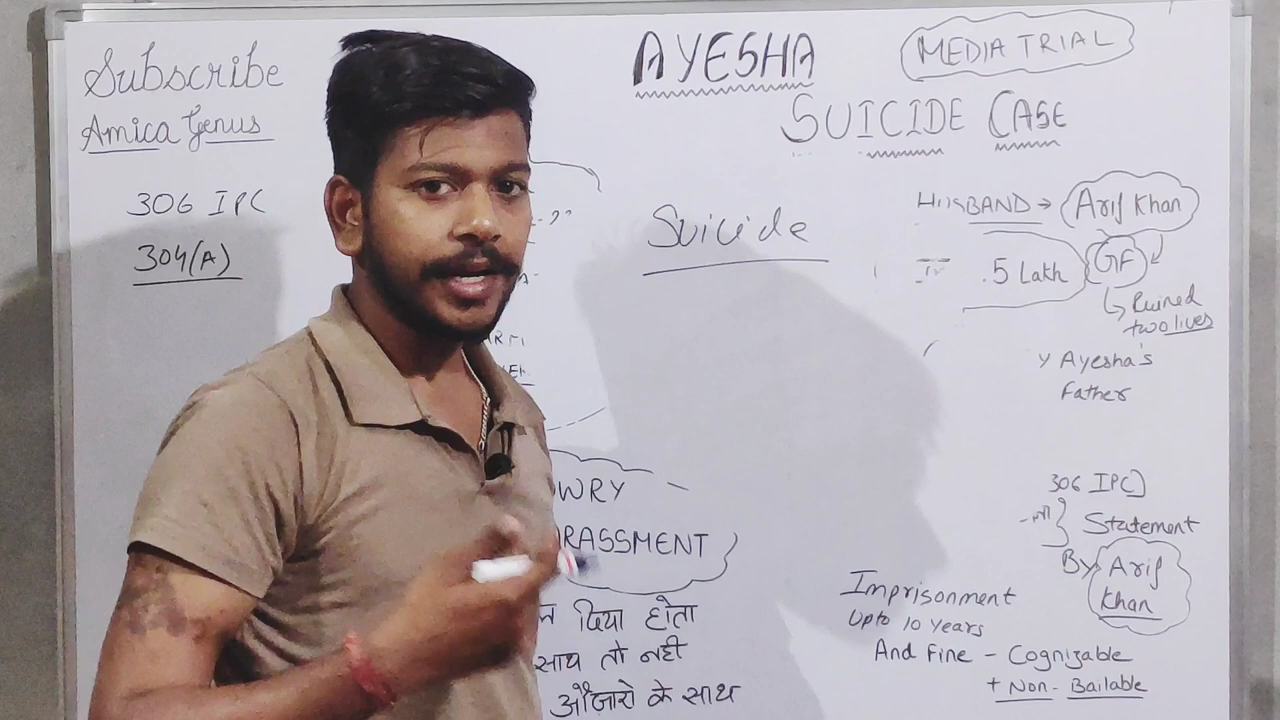 Subscribe
Amica Genus
306 IPC
304(A)
AYESHA
MEDIA TRIAL
SUICIDE CASE
Suicide
HUSBAND → Arif Khan
.5 Lakh
GF
↳ Ruined
two lives
y Ayesha's
Father
WRY
RASSMENT
दिया होता
साथ तो नही
औज़ारो के साथ
306 IPC
Statement
By Arif
Khan
Imprisonment
Upto 10 Years
And Fine - Cognizable
+ Non-Bailable